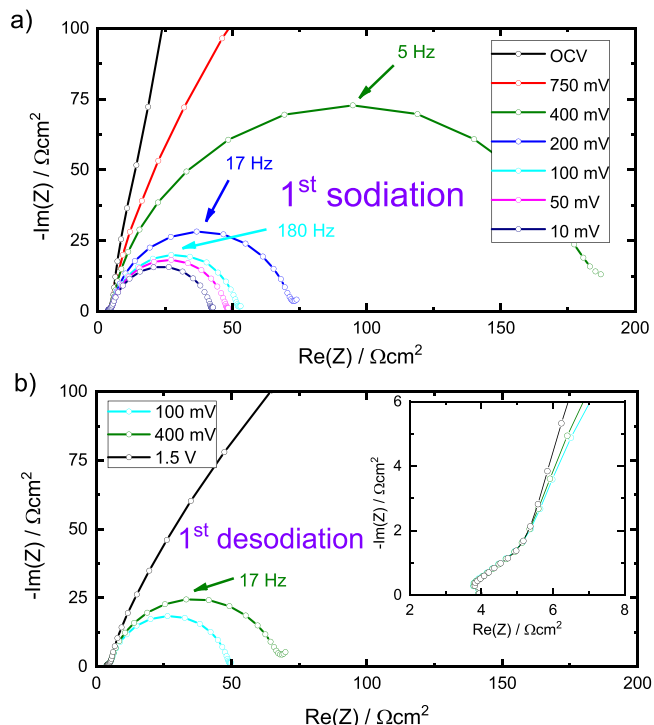 a)
100
75
50
25
0
-Im(Z) / Ωcm²
0
50
100
150
200
Re(Z) / Ωcm²
5 Hz
17 Hz
180 Hz
1st sodiation
OCV
750 mV
400 mV
200 mV
100 mV
50 mV
10 mV
b)
100
75
50
25
0
-Im(Z) / Ωcm²
0
50
100
150
200
Re(Z) / Ωcm²
100 mV
400 mV
1.5 V
1st desodiation
17 Hz
6
4
2
0
-Im(Z) / Ωcm²
2
4
6
8
Re(Z) / Ωcm²